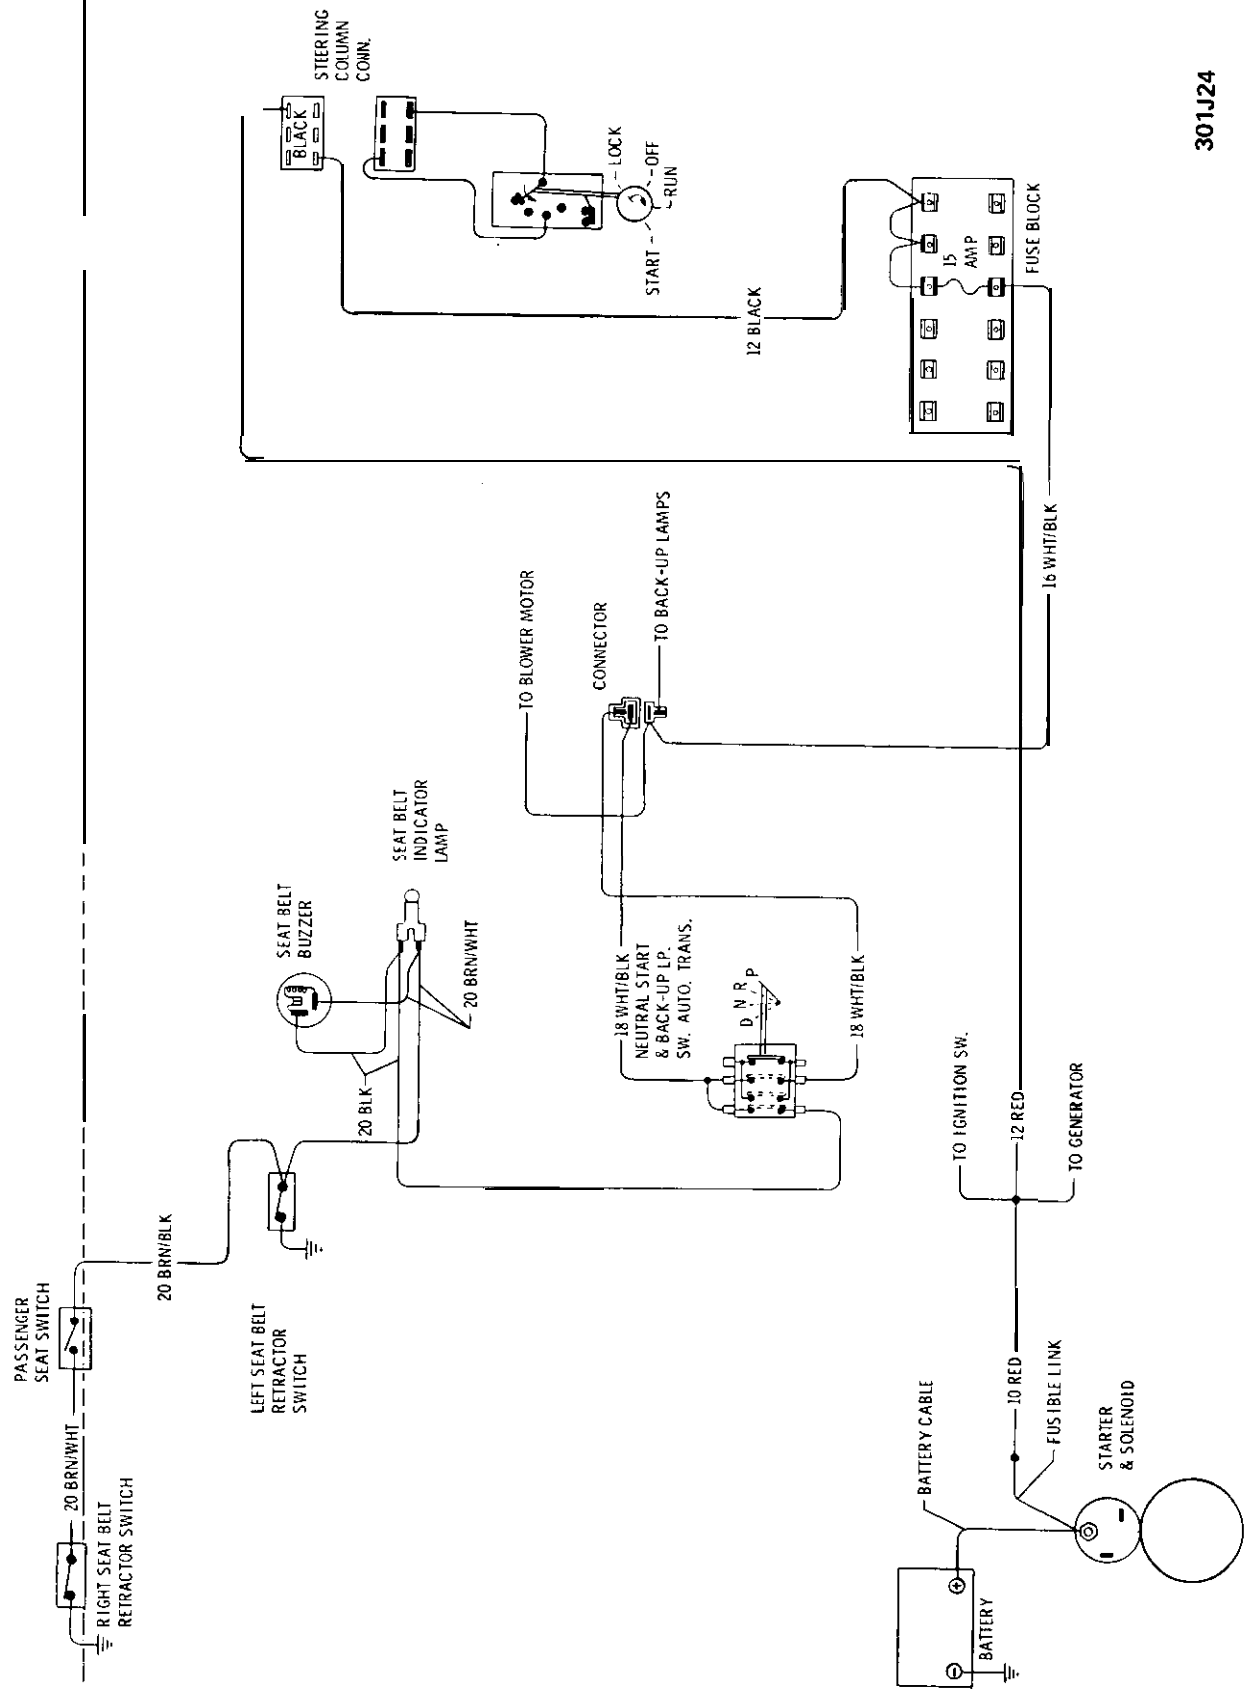 PASSENGER
SEAT SWITCH
20 BRN/WHT
RIGHT SEAT BELT
RETRACTOR SWITCH
20 BRN/BLK
LEFT SEAT BELT
RETRACTOR
SWITCH
SEAT BELT
BUZZER
20 BLK
SEAT BELT
INDICATOR
LAMP
20 BRN/WHT
STEERING
COLUMN
CONN.
BLACK
LOCK
OFF
RUN
START
12 BLACK
15
AMP
FUSE BLOCK
16 WHT/BLK
TO BLOWER MOTOR
CONNECTOR
TO BACK-UP LAMPS
18 WHT/BLK
NEUTRAL START
& BACK-UP LP.
SW. AUTO. TRANS.
D N R P
18 WHT/BLK
TO IGNITION SW.
12 RED
TO GENERATOR
10 RED
FUSIBLE LINK
BATTERY CABLE
STARTER
& SOLENOID
BATTERY
+
−
301J24